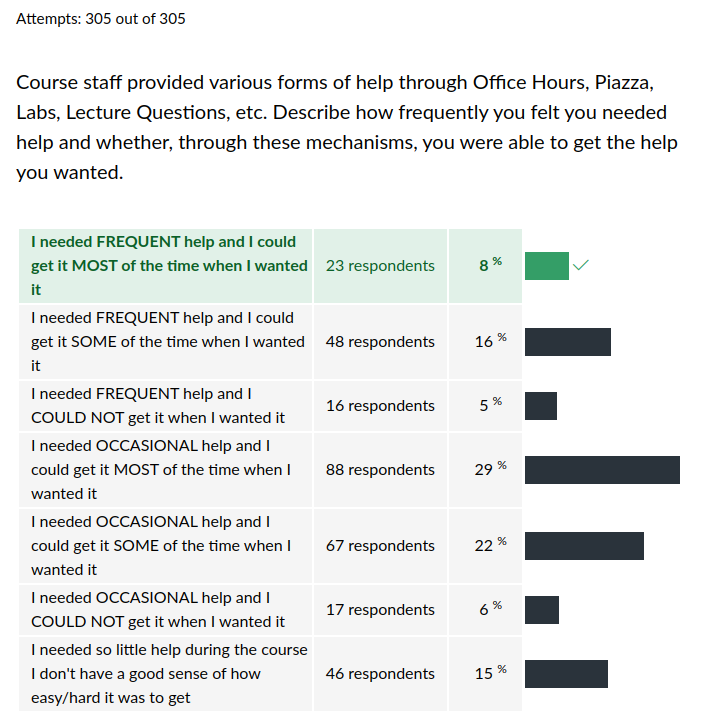 Attempts: 305 out of 305
Course staff provided various forms of help through Office Hours, Piazza,
Labs, Lecture Questions, etc. Describe how frequently you felt you needed
help and whether, through these mechanisms, you were able to get the help
you wanted.
I needed FREQUENT help and I could
get it MOST of the time when I wanted
it
23 respondents
8 %
I needed FREQUENT help and I could
get it SOME of the time when I wanted
it
48 respondents
16 %
I needed FREQUENT help and I
COULD NOT get it when I wanted it
16 respondents
5 %
I needed OCCASIONAL help and I
could get it MOST of the time when I
wanted it
88 respondents
29 %
I needed OCCASIONAL help and I
could get it SOME of the time when I
wanted it
67 respondents
22 %
I needed OCCASIONAL help and I
COULD NOT get it when I wanted it
17 respondents
6 %
I needed so little help during the course
I don't have a good sense of how
easy/hard it was to get
46 respondents
15 %